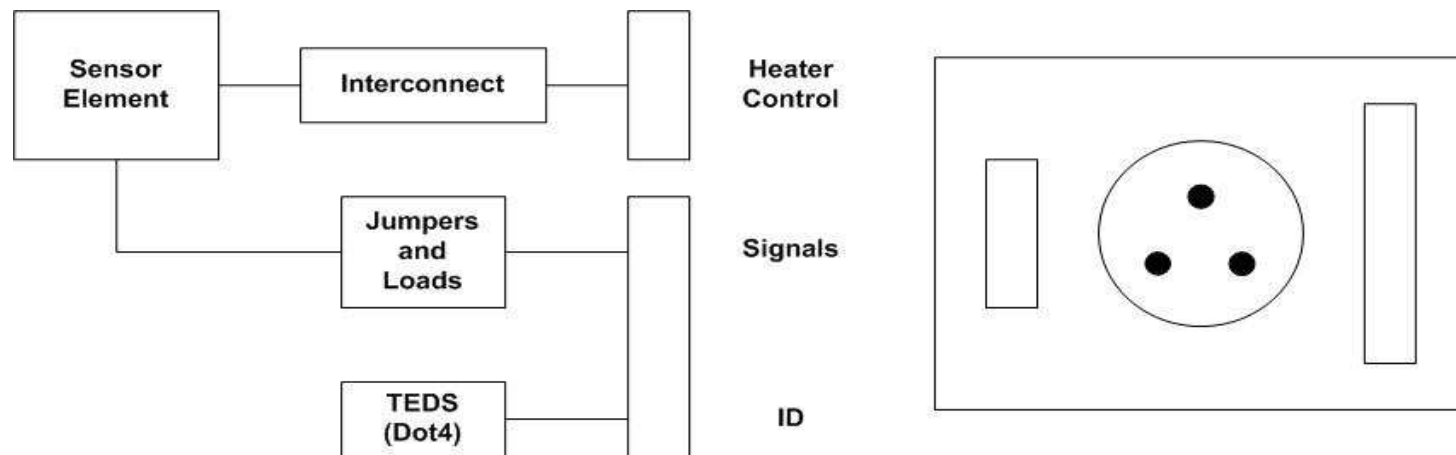 Sensor
Element
Interconnect
Heater
Control
Jumpers
and
Loads
Signals
TEDS
(Dot4)
ID